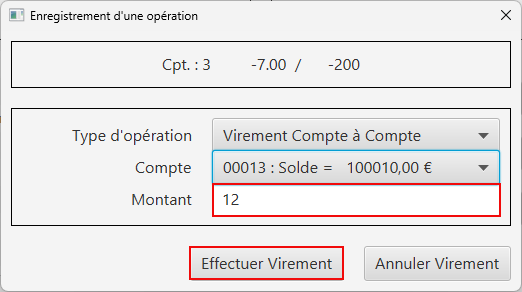 Enregistrement d'une opération
Cpt. : 3 -7.00 / -200
Type d'opération Virement Compte à Compte
Compte 00013 : Solde = 100010,00 €
Montant 12
Effectuer Virement Annuler Virement